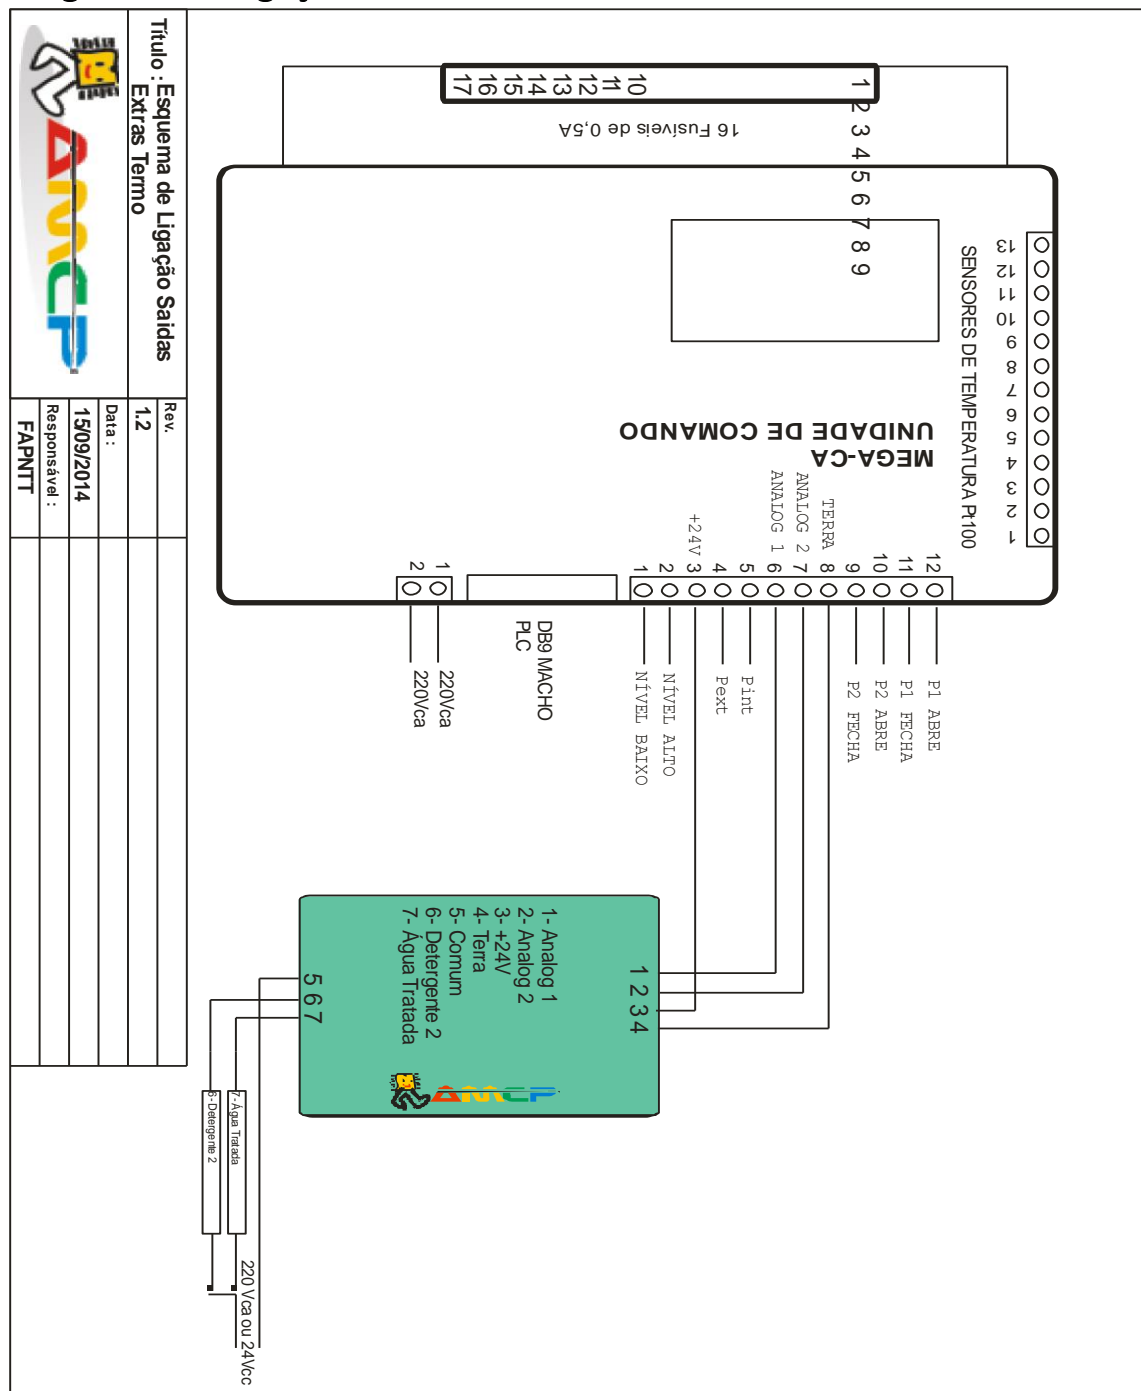 Título : Esquema de Ligação Saidas
Extras Termo
Rev.
1.2
Data :
15/09/2014
Responsável :
FAPNTT
AMCP
1 2 3 4 5 6 7 8 9
10
11
12
13
14
15
16
17
16 Fusíveis de 0,5A
MEGA-CA
UNIDADE DE COMANDO
SENSORES DE TEMPERATURA Pt100
13
12
11
10
9
8
7
6
5
4
3
2
1
TERRA
ANALOG 2
ANALOG 1
+24V
12
11
10
9
8
7
6
5
4
3
2
1
P1 ABRE
P1 FECHA
P2 ABRE
P2 FECHA
Pint
Pext
NÍVEL ALTO
NÍVEL BAIXO
DB9 MACHO
PLC
1
2
220Vca
220Vca
1 2 3 4
1- Analog 1
2- Analog 2
3- +24V
4- Terra
5- Comum
6- Detergente 2
7- Água Tratada
AMCP
5 6 7
7- Água Tratada
6- Detergente 2
220 Vca ou 24Vcc